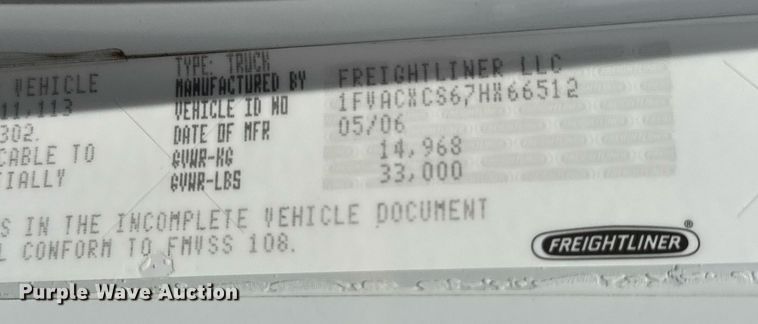 TYPE: TRUCK
VEHICLE MANUFACTURED BY FREIGHTLINER LLC
11,113 VEHICLE ID NO 1FVACXCS67HX66512
302. DATE OF MFR 05/06
CABLE TO GVWR-KG 14,968
IALLY GVWR-LBS 33,000
S IN THE INCOMPLETE VEHICLE DOCUMENT
L CONFORM TO FMVSS 108.
FREIGHTLINER®
Purple Wave Auction